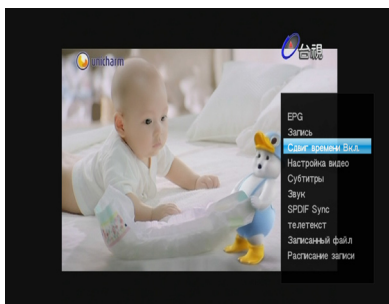 unicharm
台視
EPG
Запись
Сдвиг времени Вкл.
Настройка видео
Субтитры
Звук
SPDIF Sync
телетекст
Записанный файл
Расписание записи